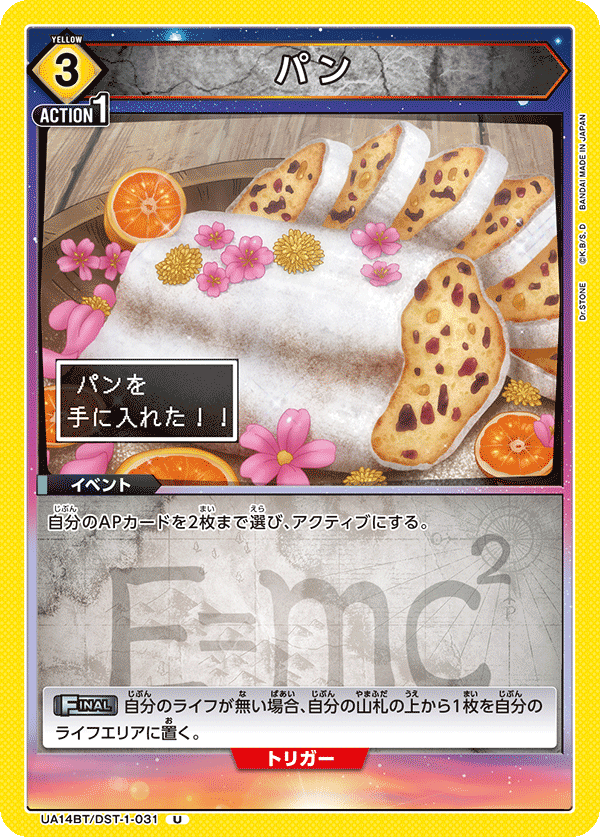 YELLOW
3
パン
ACTION 1
パンを
手に入れた！！
Dr.STONE ©K.B/S, D BANDAI MADE IN JAPAN
イベント
自分のAPカードを2枚まで選び、アクティブにする。
E=mc²
FINAL 自分のライフが無い場合、自分の山札の上から1枚を自分の
ライフエリアに置く。
トリガー
UA14BT/DST-1-031 U